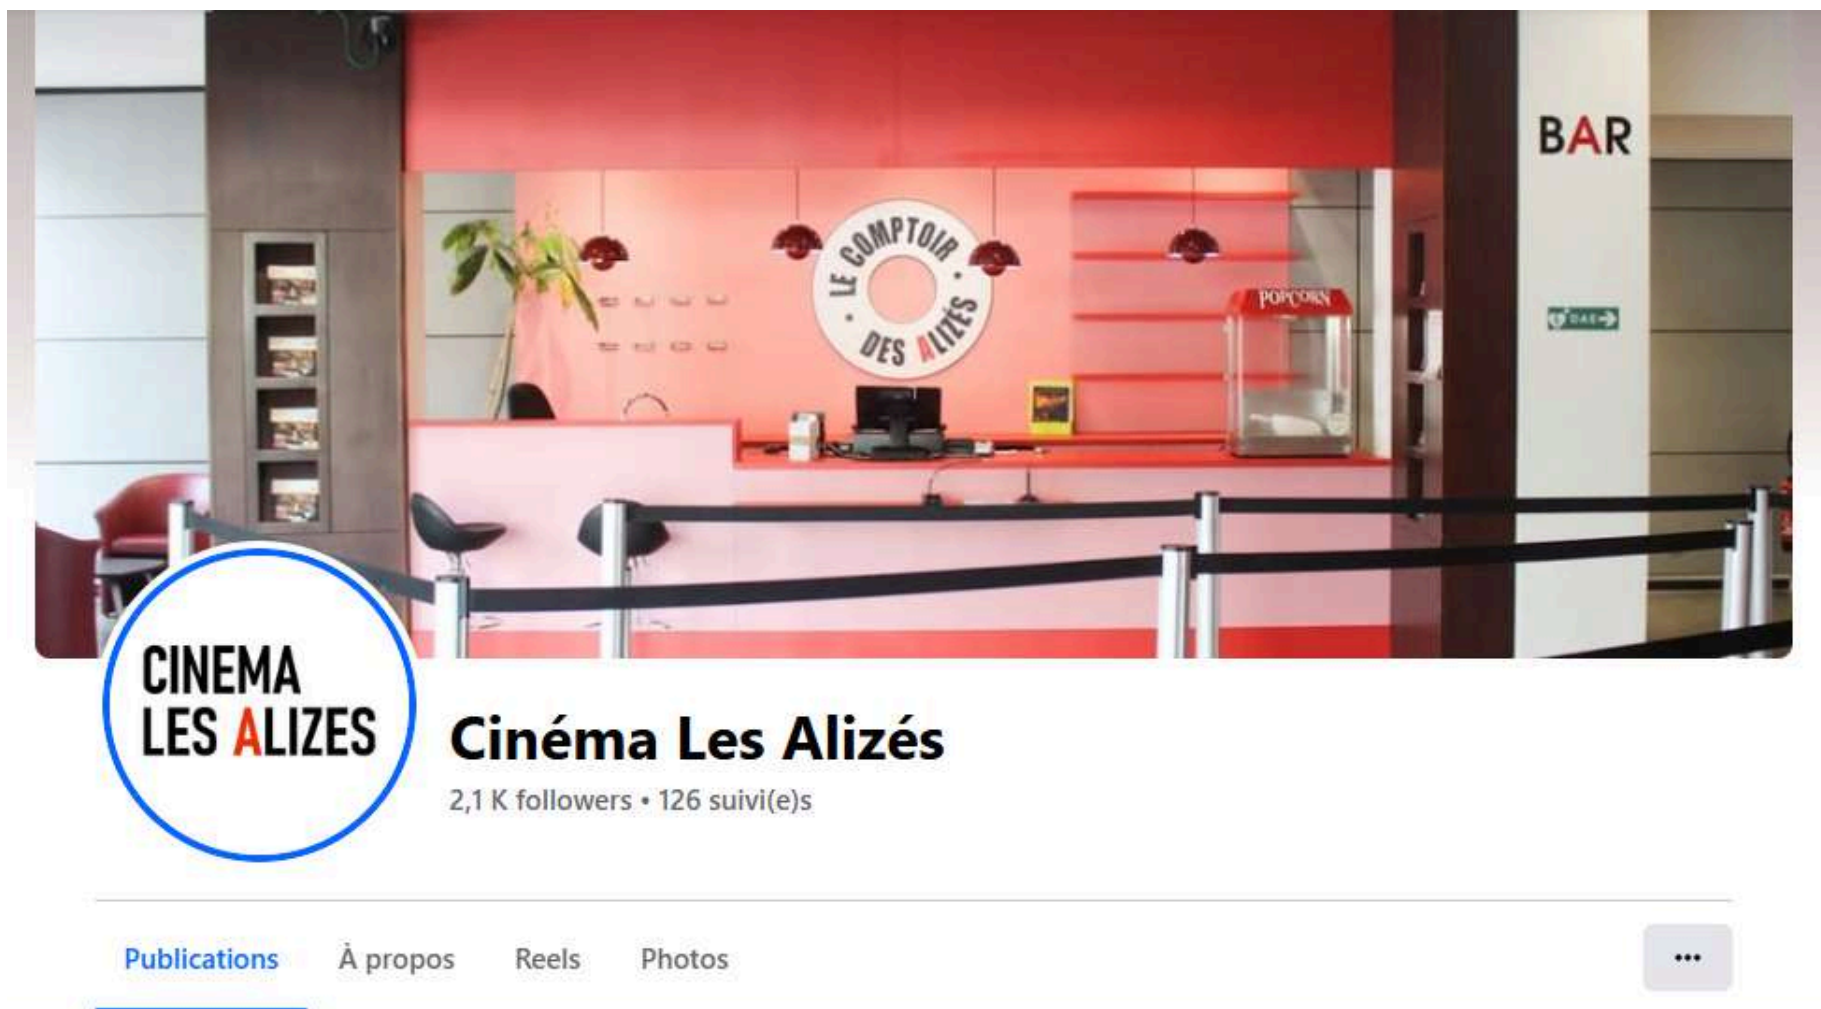 BAR
LE COMPTOIR
DES ALIZÉS
POPCORN
DAE
CINEMA
LES ALIZES
Cinéma Les Alizés
2,1 K followers • 126 suivi(e)s
Publications
À propos
Reels
Photos